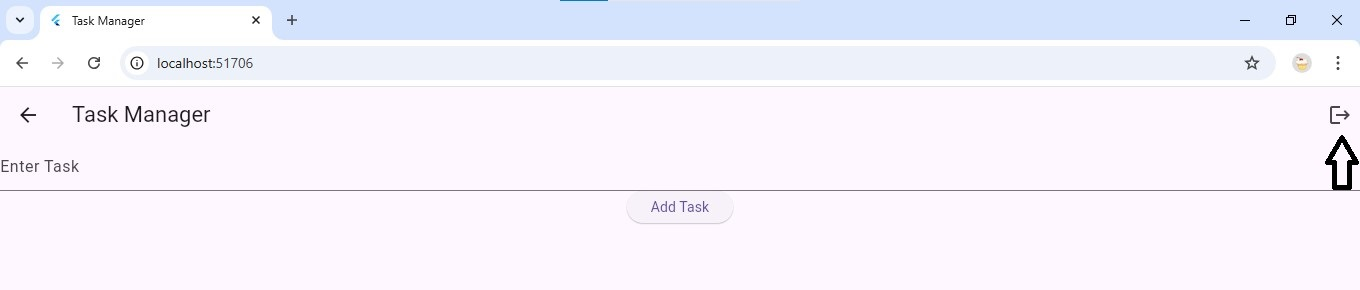 Task Manager
localhost:51706
Task Manager
Enter Task
Add Task